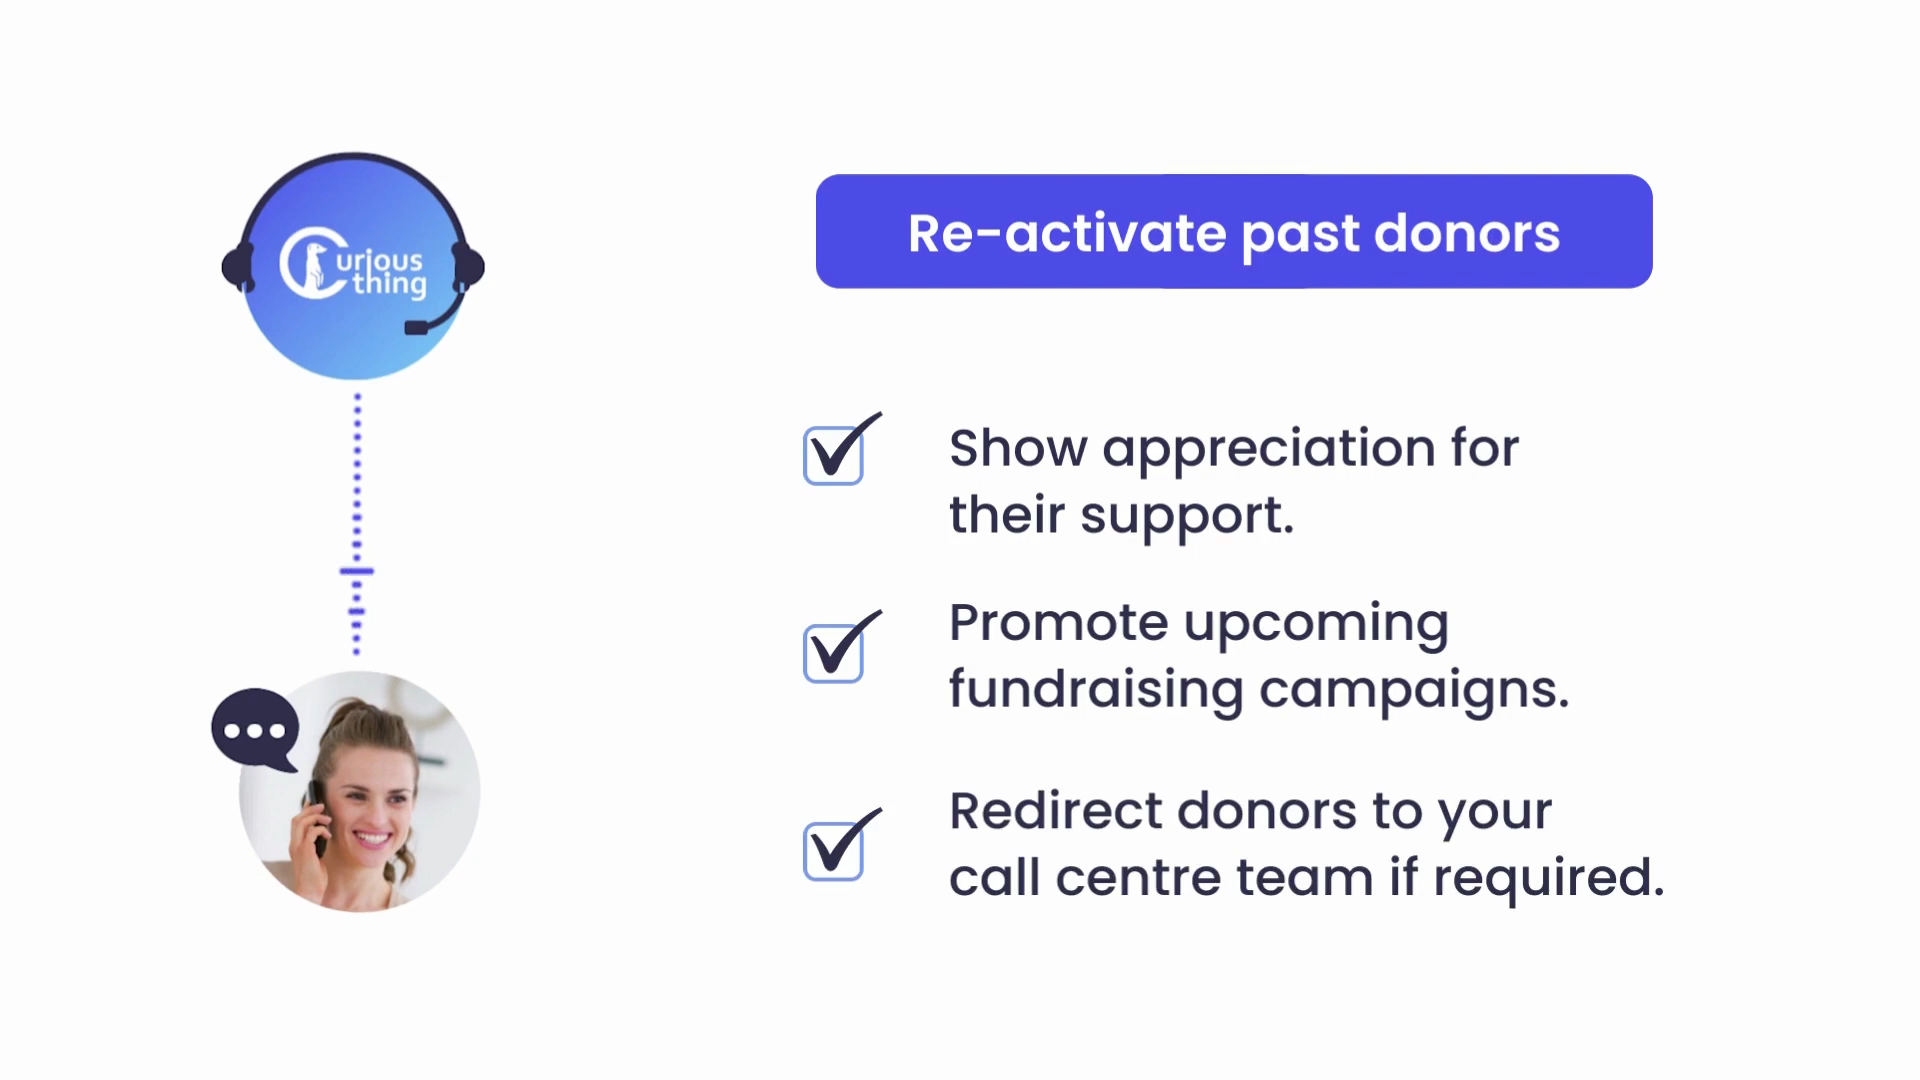 Curious
thing
Re-activate past donors
Show appreciation for
their support.
Promote upcoming
fundraising campaigns.
Redirect donors to your
call centre team if required.